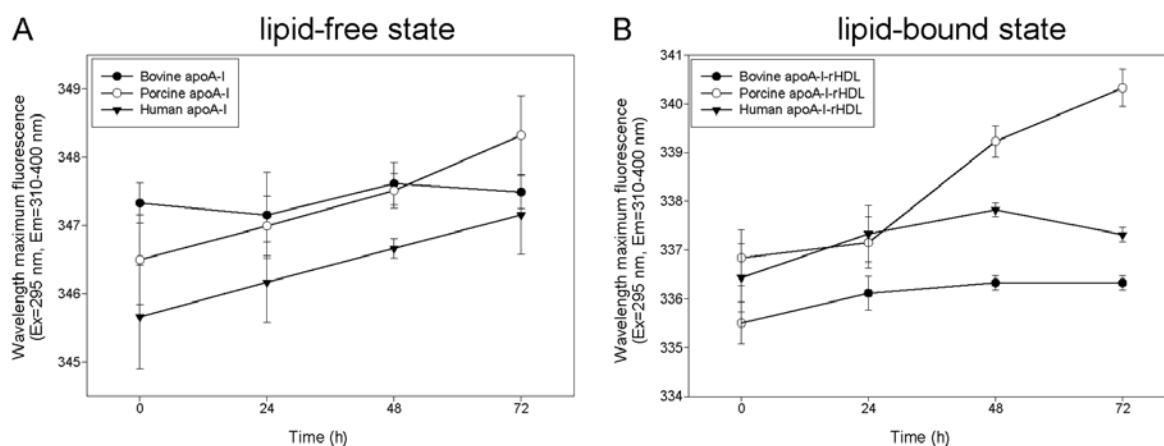 A
lipid-free state
Wavelength maximum fluorescence
(Ex=295 nm, Em=310-400 nm)
349
348
347
346
345
Bovine apoA-I
Porcine apoA-I
Human apoA-I
0
24
48
72
Time (h)
B
lipid-bound state
Wavelength maximum fluorescence
(Ex=295 nm, Em=310-400 nm)
341
340
339
338
337
336
335
334
Bovine apoA-I-rHDL
Porcine apoA-I-rHDL
Human apoA-I-rHDL
0
24
48
72
Time (h)